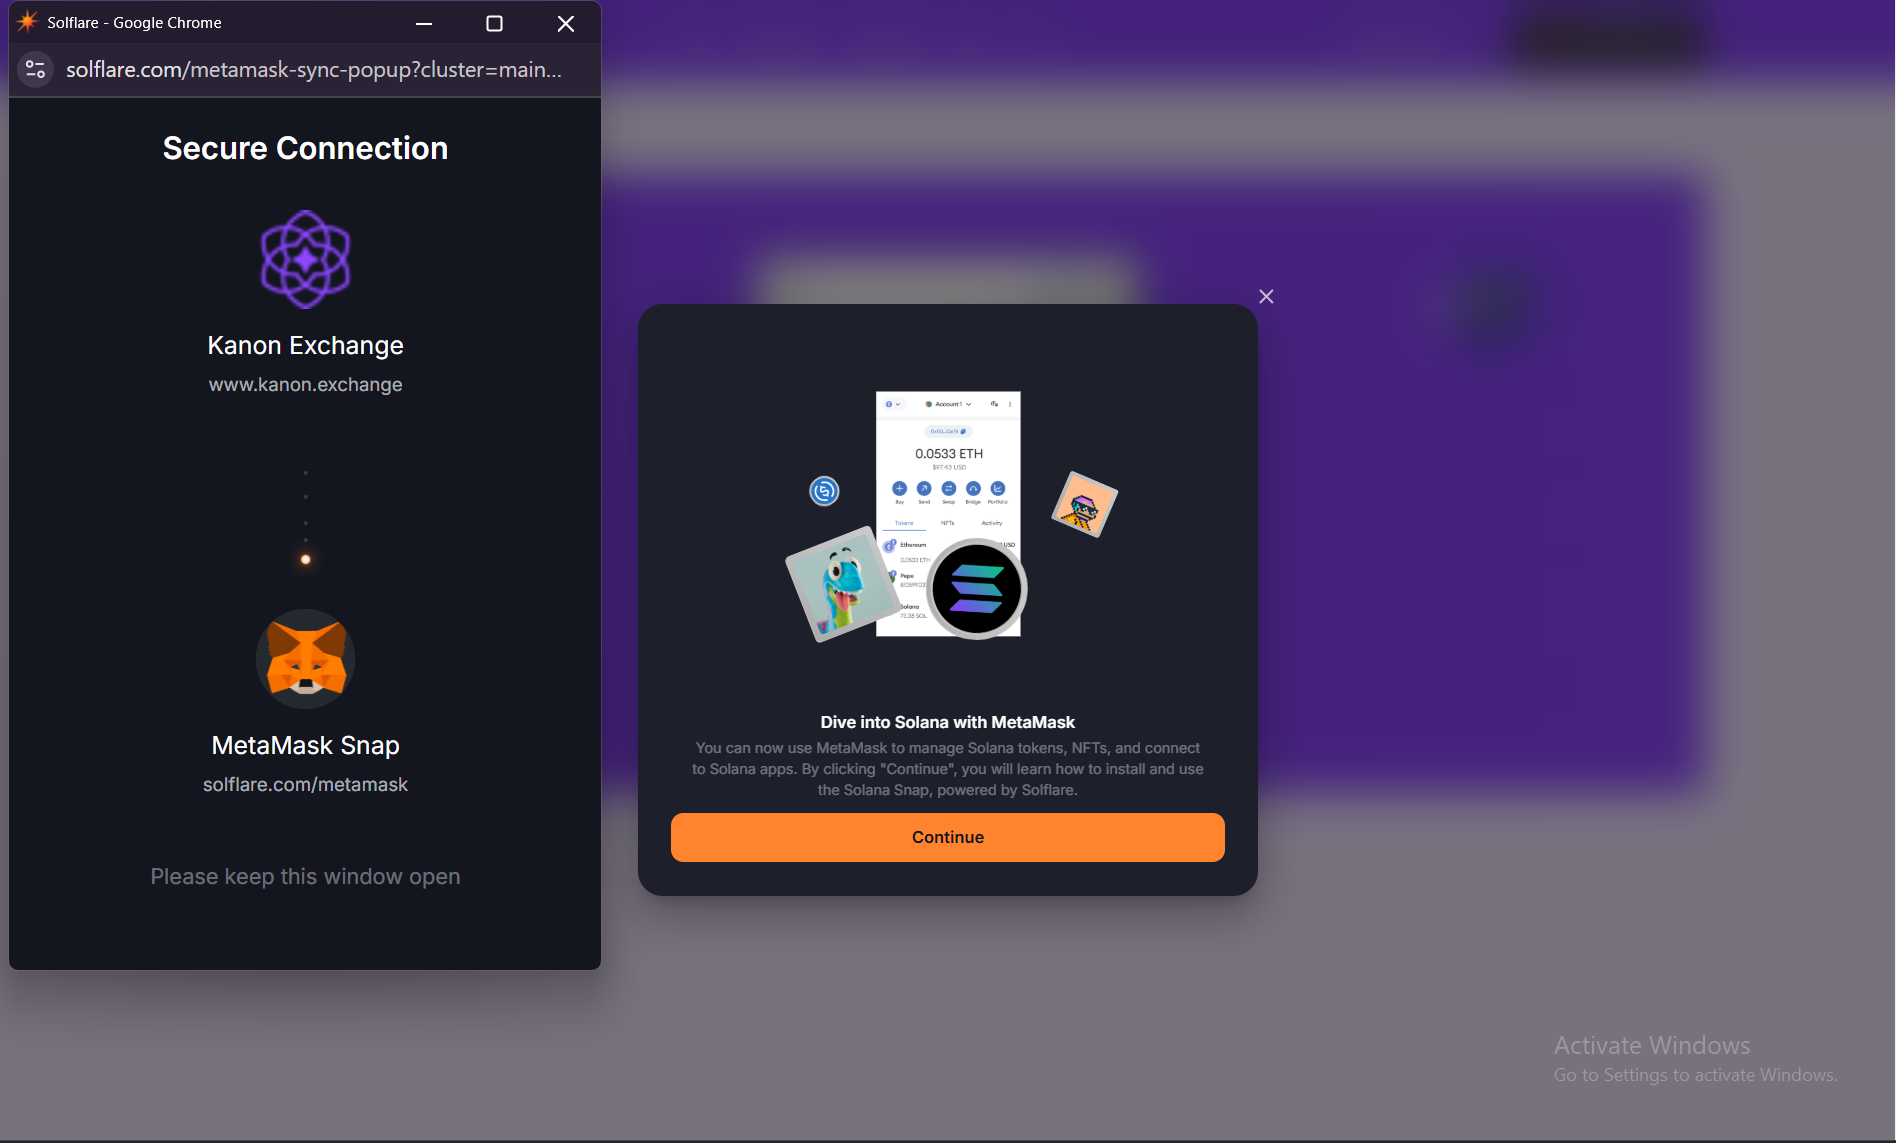 Solflare - Google Chrome
solflare.com/metamask-sync-popup?cluster=main...
Secure Connection
Kanon Exchange
www.kanon.exchange
MetaMask Snap
solflare.com/metamask
Please keep this window open
Account 1
0.0533 ETH
$97.43 USD
Buy Send Swap Bridge Portfolio
Tokens NFTs Activity
Ethereum
USD
0.0533 ETH
Pepe
Solana
73.38 SOL
Dive into Solana with MetaMask
You can now use MetaMask to manage Solana tokens, NFTs, and connect
to Solana apps. By clicking "Continue", you will learn how to install and use
the Solana Snap, powered by Solflare.
Continue
Activate Windows
Go to Settings to activate Windows.